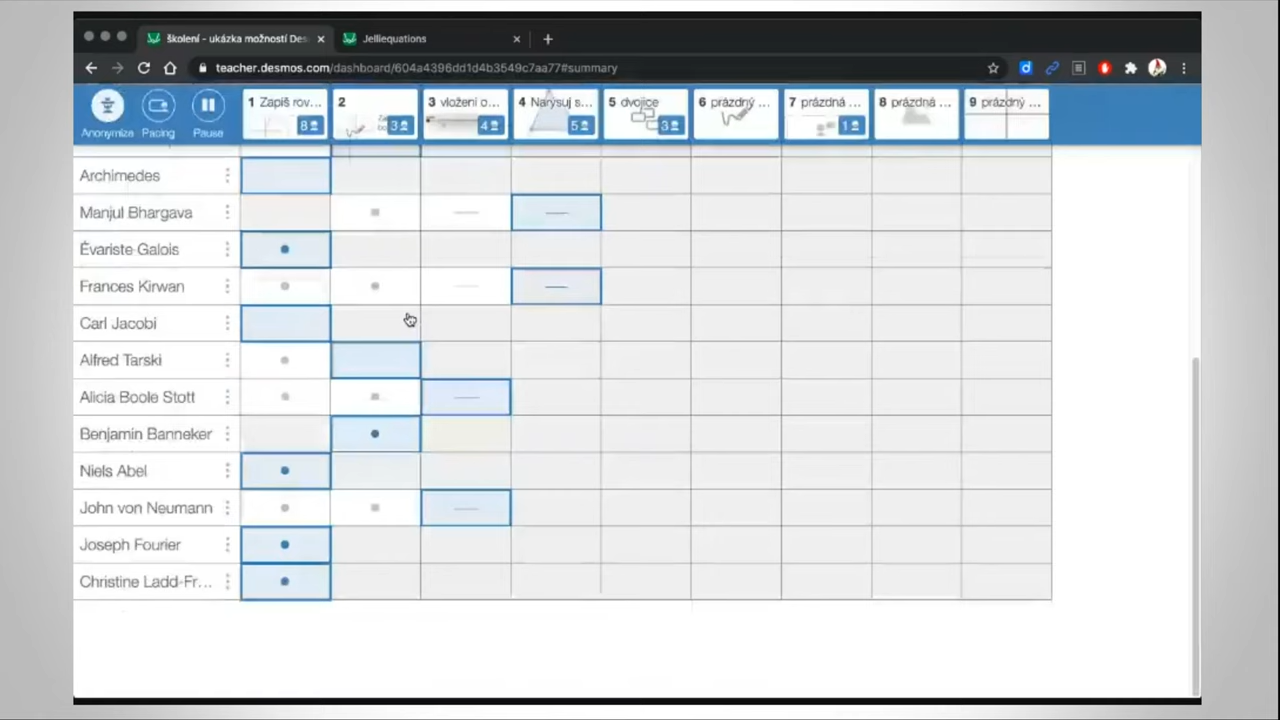 školení - ukázka možností Des
Jelliequations
teacher.desmos.com/dashboard/604a4396dd1d4b3549c7aa77#summary
Anonymize
Pacing
Pause
1 Zapiš rov...
8
2
3
3 vložení o...
4
4 Narýsuj s...
5
5 dvojice
3
6 prázdný ...
7 prázdná ...
1
8 prázdná ...
9 prázdný ...
Archimedes
Manjul Bhargava
Évariste Galois
Frances Kirwan
Carl Jacobi
Alfred Tarski
Alicia Boole Stott
Benjamin Banneker
Niels Abel
John von Neumann
Joseph Fourier
Christine Ladd-Fr...